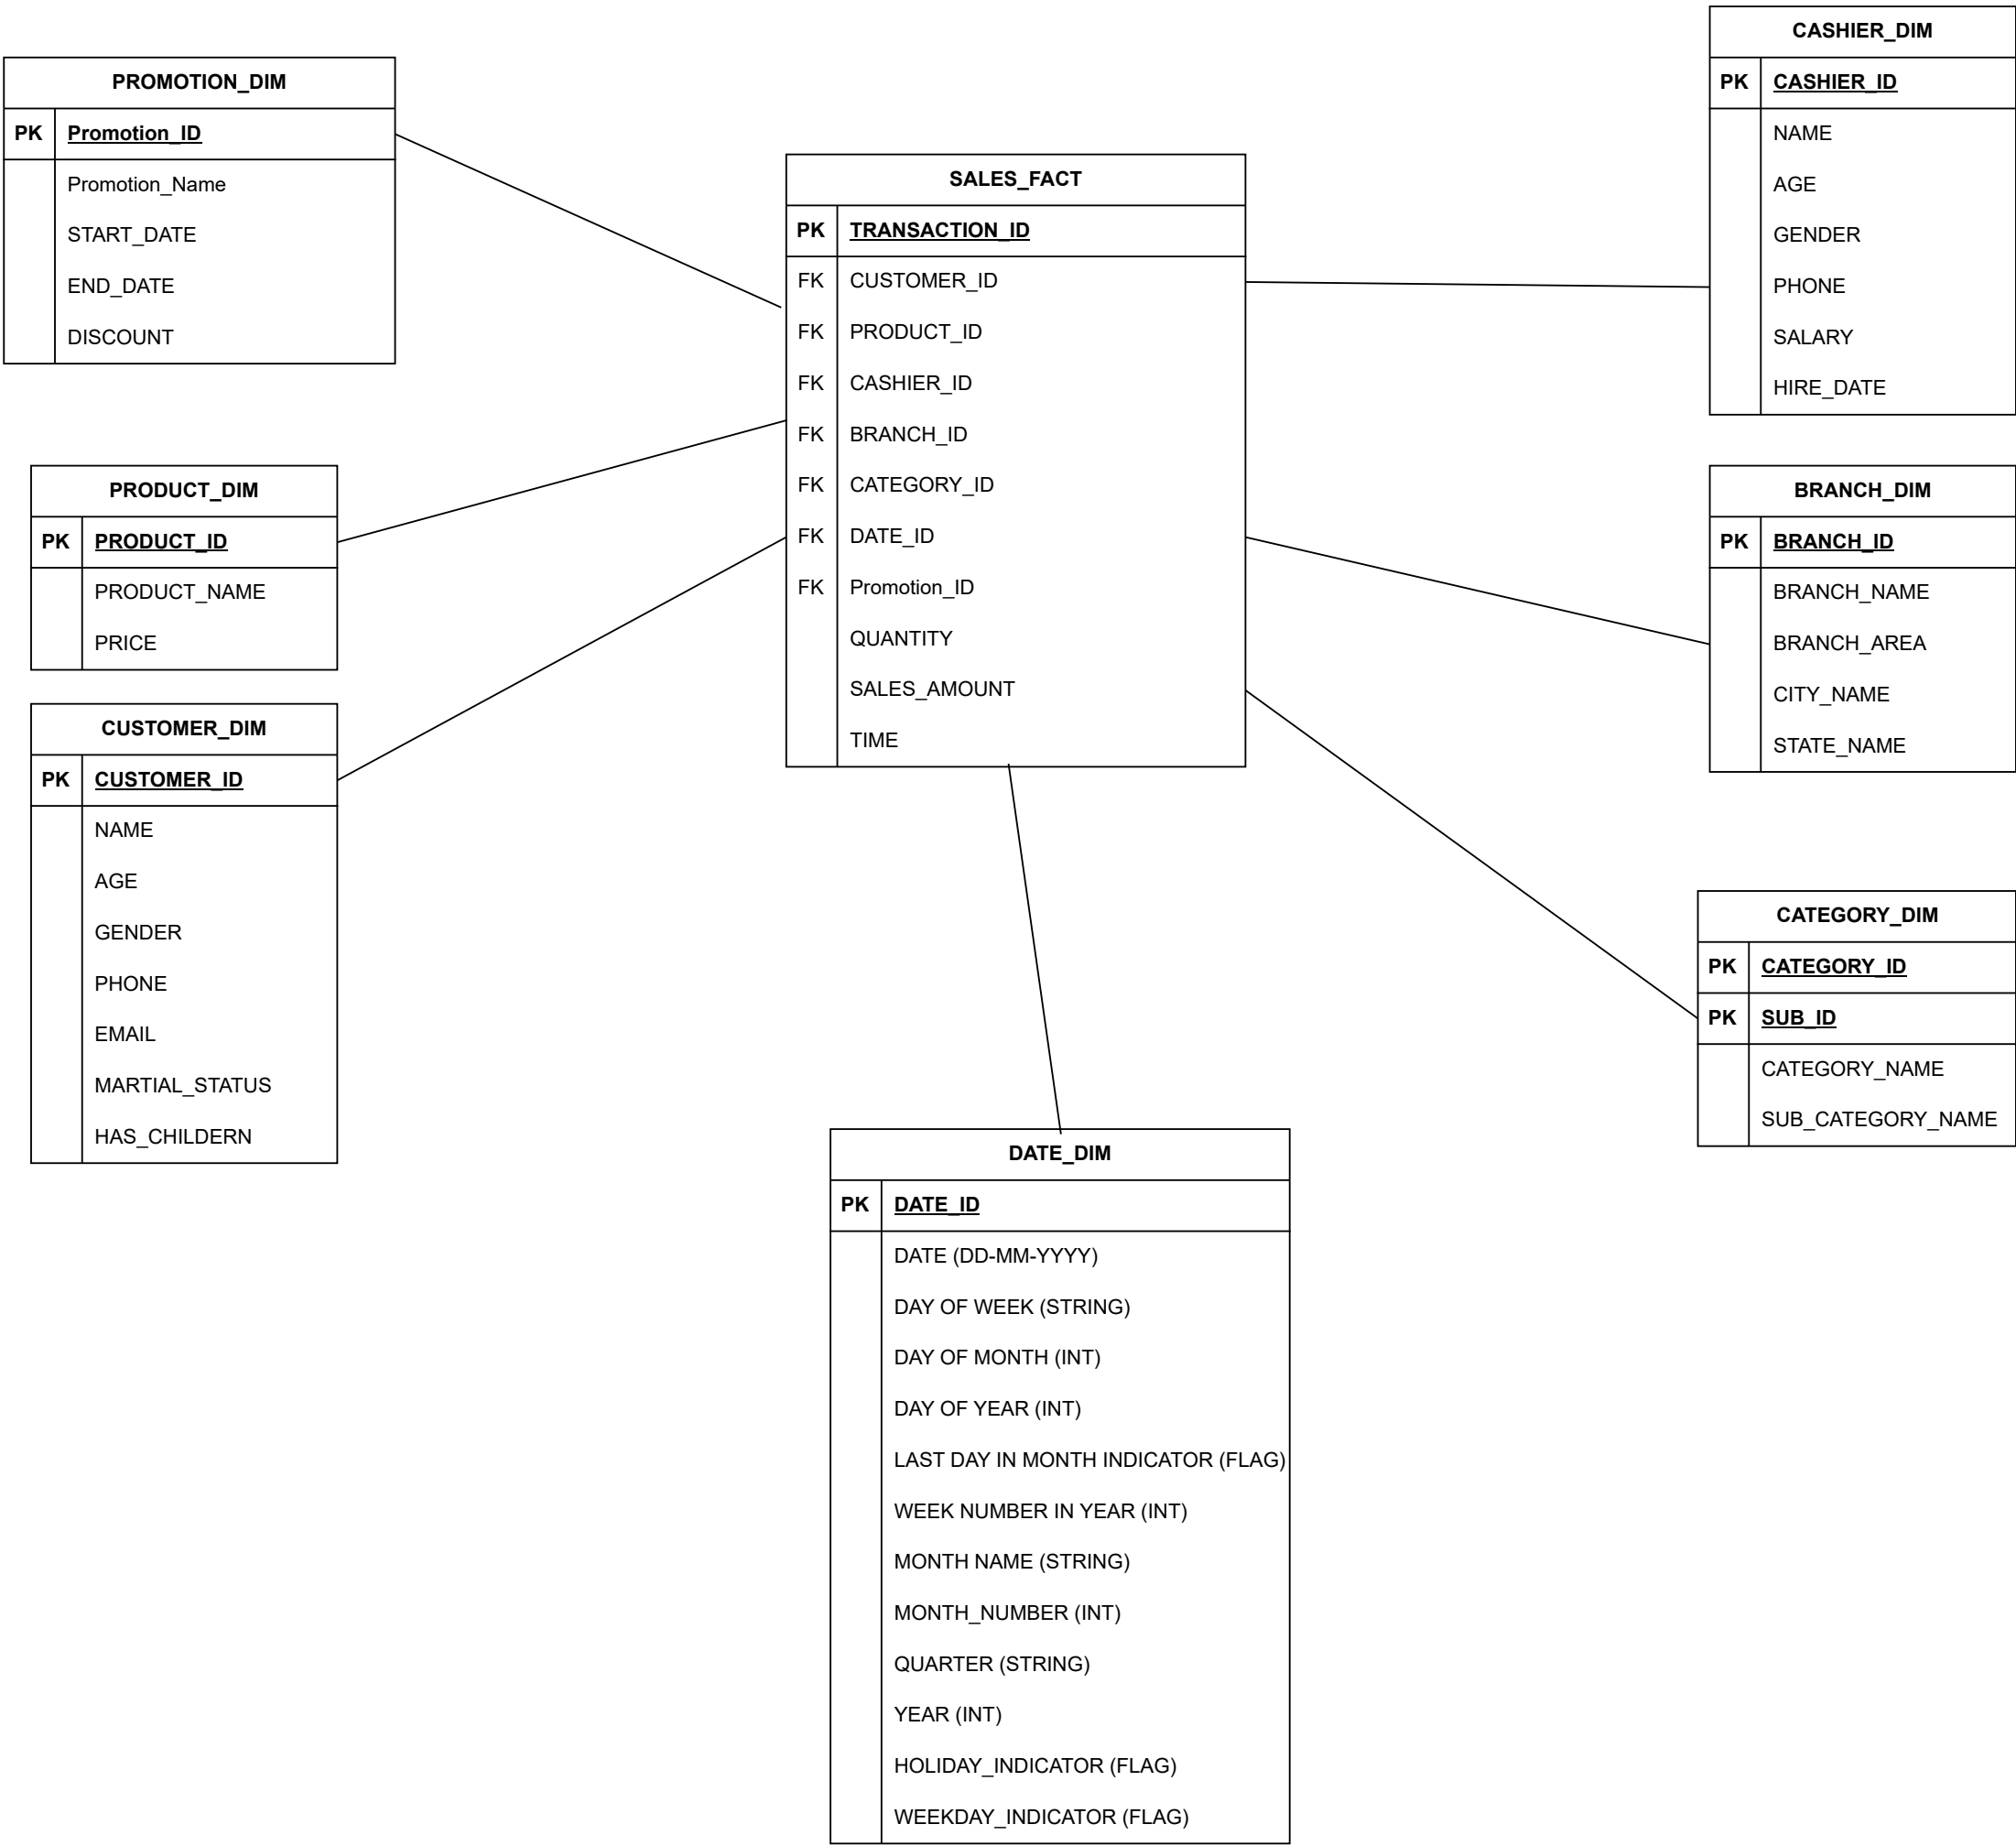 PROMOTION_DIM
PK Promotion_ID
Promotion_Name
START_DATE
END_DATE
DISCOUNT
PRODUCT_DIM
PK PRODUCT_ID
PRODUCT_NAME
PRICE
CUSTOMER_DIM
PK CUSTOMER_ID
NAME
AGE
GENDER
PHONE
EMAIL
MARTIAL_STATUS
HAS_CHILDERN
SALES_FACT
PK TRANSACTION_ID
FK CUSTOMER_ID
FK PRODUCT_ID
FK CASHIER_ID
FK BRANCH_ID
FK CATEGORY_ID
FK DATE_ID
FK Promotion_ID
QUANTITY
SALES_AMOUNT
TIME
DATE_DIM
PK DATE_ID
DATE (DD-MM-YYYY)
DAY OF WEEK (STRING)
DAY OF MONTH (INT)
DAY OF YEAR (INT)
LAST DAY IN MONTH INDICATOR (FLAG)
WEEK NUMBER IN YEAR (INT)
MONTH NAME (STRING)
MONTH_NUMBER (INT)
QUARTER (STRING)
YEAR (INT)
HOLIDAY_INDICATOR (FLAG)
WEEKDAY_INDICATOR (FLAG)
CASHIER_DIM
PK CASHIER_ID
NAME
AGE
GENDER
PHONE
SALARY
HIRE_DATE
BRANCH_DIM
PK BRANCH_ID
BRANCH_NAME
BRANCH_AREA
CITY_NAME
STATE_NAME
CATEGORY_DIM
PK CATEGORY_ID
PK SUB_ID
CATEGORY_NAME
SUB_CATEGORY_NAME